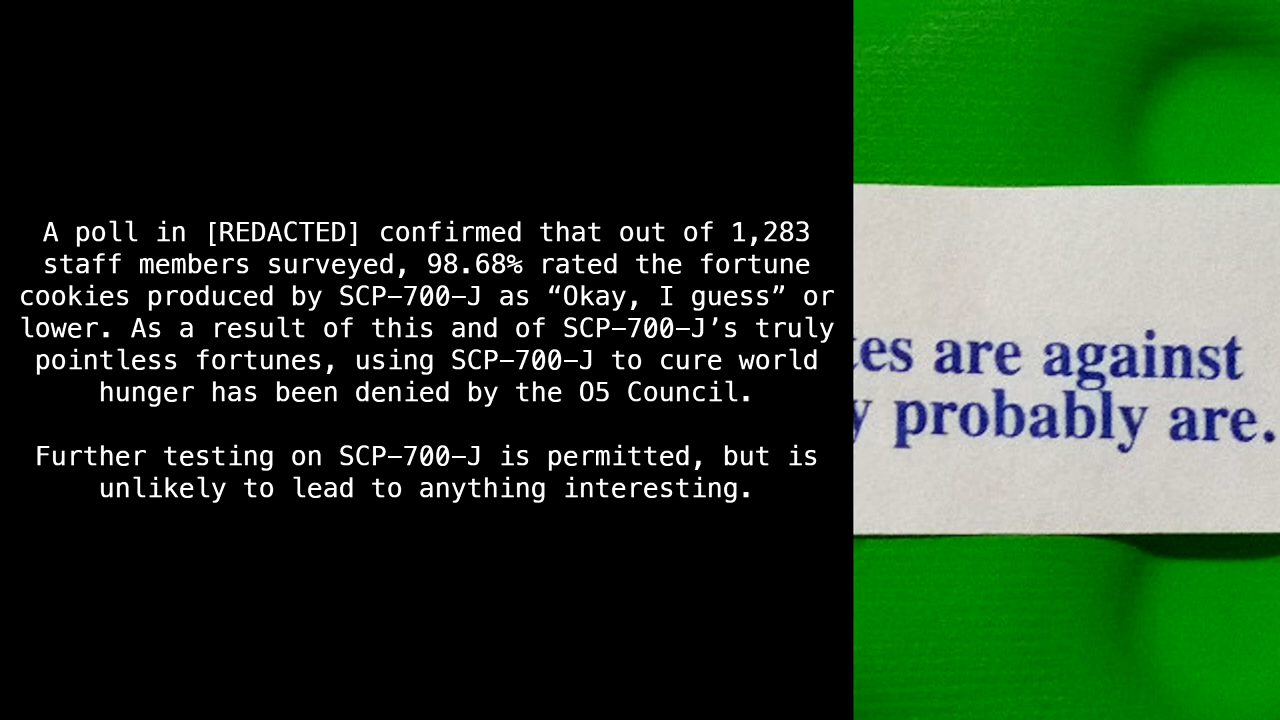 A poll in [REDACTED] confirmed that out of 1,283
staff members surveyed, 98.68% rated the fortune
cookies produced by SCP-700-J as “Okay, I guess” or
lower. As a result of this and of SCP-700-J’s truly
pointless fortunes, using SCP-700-J to cure world
hunger has been denied by the O5 Council.
Further testing on SCP-700-J is permitted, but is
unlikely to lead to anything interesting.
are against
probably are.